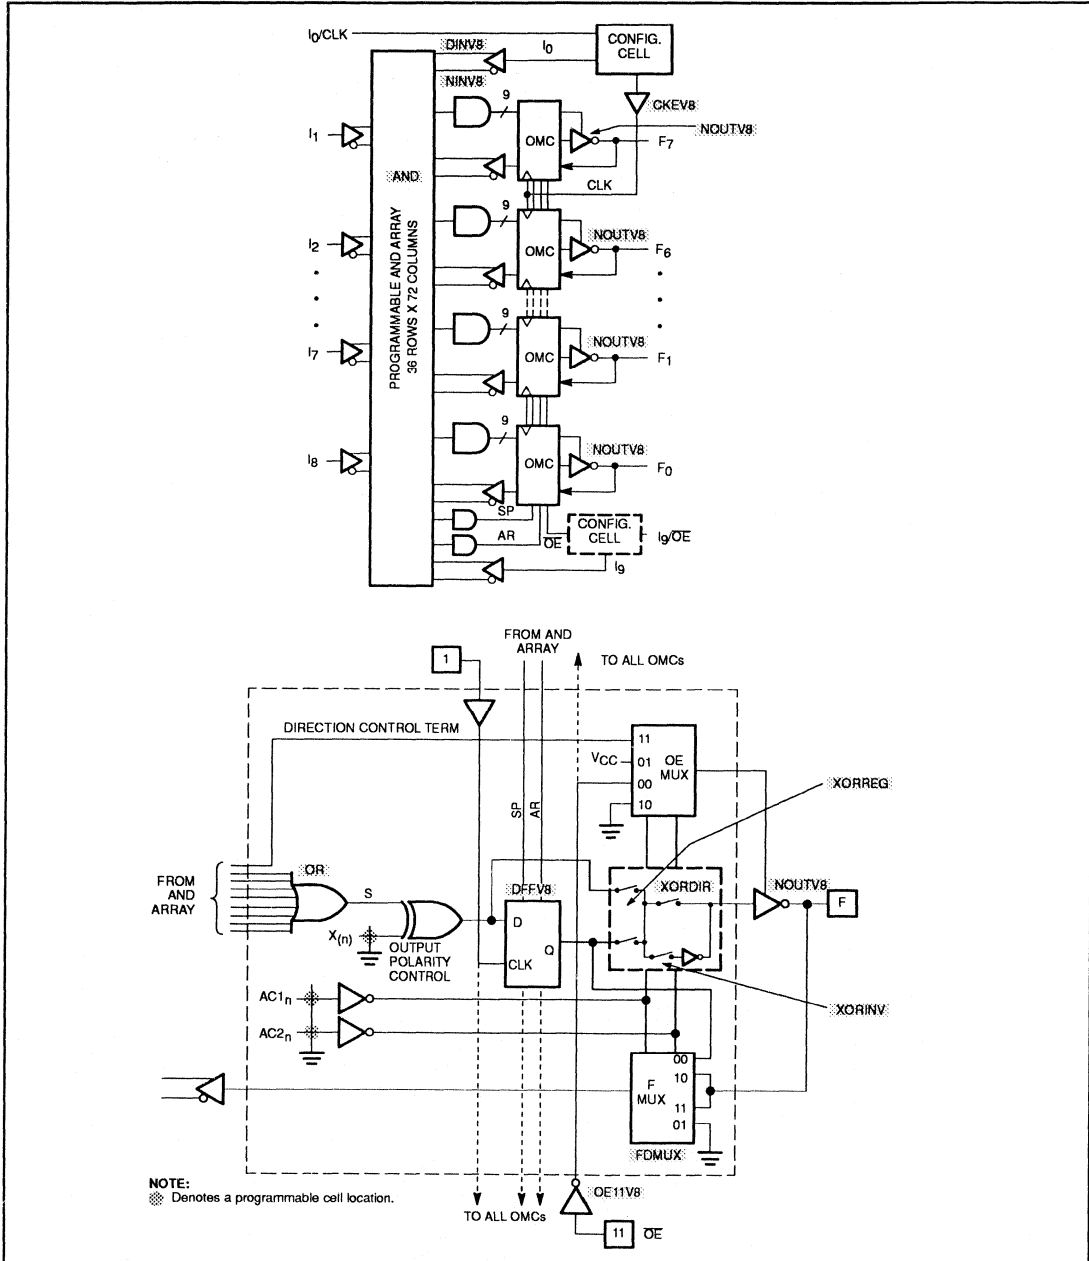 I0/CLK
DINV8
I0
CONFIG.
CELL
NINV8
9
CKEV8
NOUTV8
I1
OMC
F7
AND
CLK
9
I2
OMC
NOUTV8
F6
PROGRAMMABLE AND ARRAY
36 ROWS X 72 COLUMNS
9
I7
OMC
NOUTV8
F1
9
I8
OMC
NOUTV8
F0
SP
AR
OE
CONFIG.
CELL
I9/OE
I9
FROM AND
ARRAY
1
TO ALL OMCs
DIRECTION CONTROL TERM
11
VCC
01
OE
MUX
00
10
SP
AR
XORREG
OR
FROM
AND
ARRAY
S
DFFV8
XORDIR
NOUTV8
F
X(n)
D
Q
CLK
OUTPUT
POLARITY
CONTROL
AC1n
XORINV
AC2n
00
F
MUX
10
11
01
FDMUX
NOTE:
Denotes a programmable cell location.
OE11V8
TO ALL OMCs
11
OE